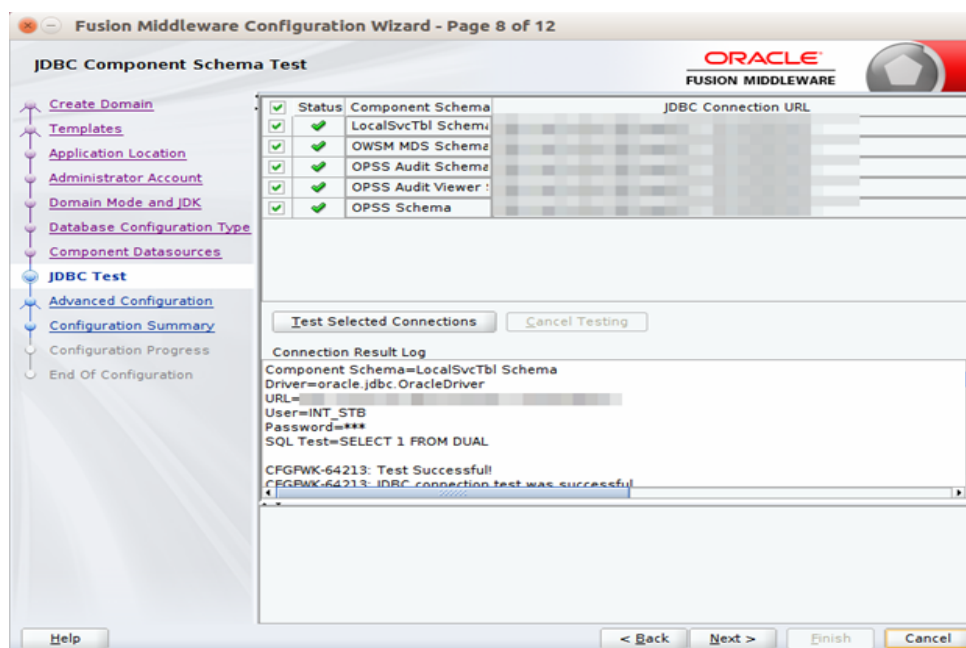 Fusion Middleware Configuration Wizard - Page 8 of 12
JDBC Component Schema Test
ORACLE
FUSION MIDDLEWARE
Create Domain
Templates
Application Location
Administrator Account
Domain Mode and JDK
Database Configuration Type
Component Datasources
JDBC Test
Advanced Configuration
Configuration Summary
Configuration Progress
End Of Configuration
Status Component Schema JDBC Connection URL
LocalSvcTbl Schema
OWSM MDS Schema
OPSS Audit Schema
OPSS Audit Viewer S
OPSS Schema
Test Selected Connections Cancel Testing
Connection Result Log
Component Schema=LocalSvcTbl Schema
Driver=oracle.jdbc.OracleDriver
URL=
User=INT_STB
Password=***
SQL Test=SELECT 1 FROM DUAL
CFGFWK-64213: Test Successful!
CFGFWK-64213: JDBC connection test was successful
Help < Back Next > Finish Cancel